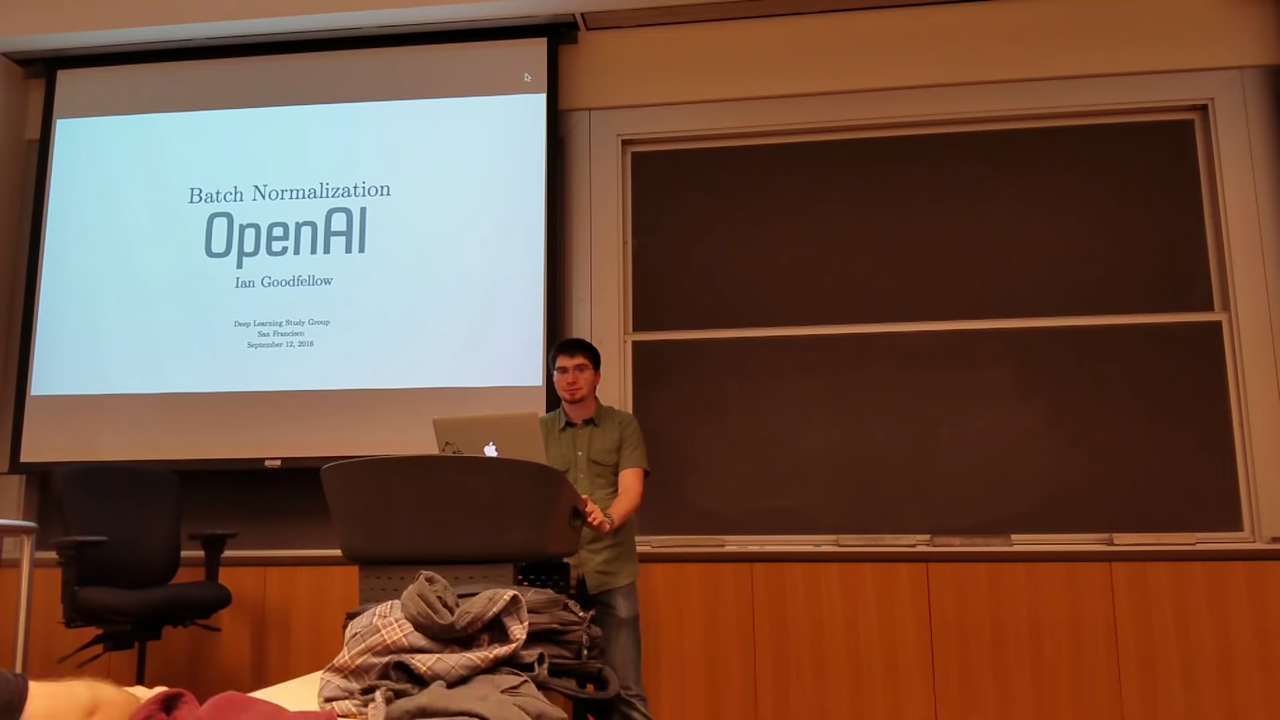 Batch Normalization
OpenAI
Ian Goodfellow
Deep Learning Study Group
San Francisco
September 12, 2016